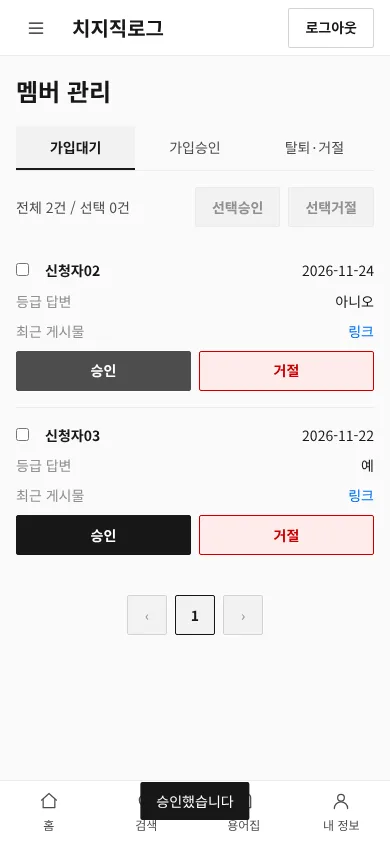 치지직로그
로그아웃
멤버 관리
가입대기
가입승인
탈퇴·거절
전체 2건 / 선택 0건
선택승인
선택거절
신청자02
2026-11-24
등급 답변
아니오
최근 게시물
링크
승인
거절
신청자03
2026-11-22
등급 답변
예
최근 게시물
링크
승인
거절
‹
1
›
승인했습니다
홈
검색
용어집
내 정보